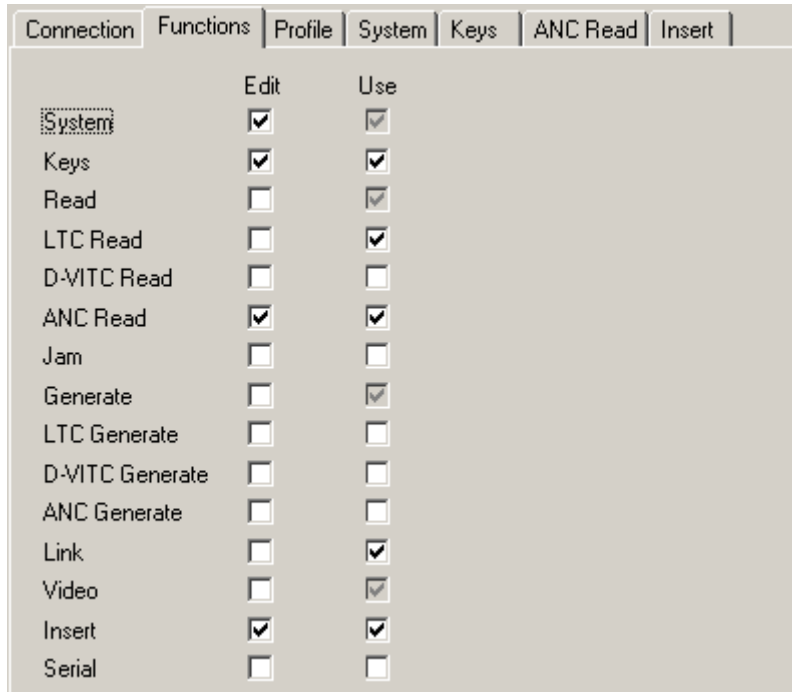 Connection Functions Profile System Keys ANC Read Insert
Edit Use
System
Keys
Read
LTC Read
D-VITC Read
ANC Read
Jam
Generate
LTC Generate
D-VITC Generate
ANC Generate
Link
Video
Insert
Serial